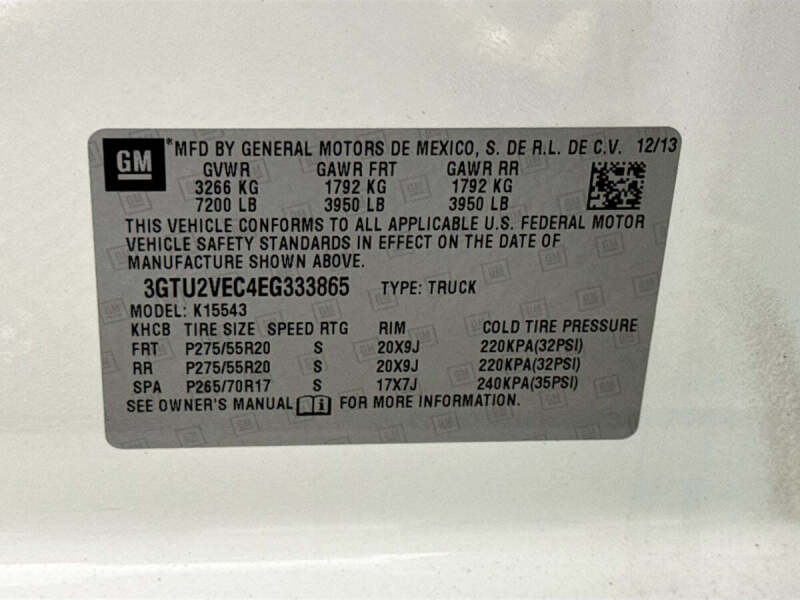 GM ® MFD BY GENERAL MOTORS DE MEXICO, S. DE R.L. DE C.V. 12/13
GVWR GAWR FRT GAWR RR
3266 KG 1792 KG 1792 KG
7200 LB 3950 LB 3950 LB
THIS VEHICLE CONFORMS TO ALL APPLICABLE U.S. FEDERAL MOTOR
VEHICLE SAFETY STANDARDS IN EFFECT ON THE DATE OF
MANUFACTURE SHOWN ABOVE.
3GTU2VEC4EG333865 TYPE: TRUCK
MODEL: K15543
KHCB TIRE SIZE SPEED RTG RIM COLD TIRE PRESSURE
FRT P275/55R20 S 20X9J 220KPA(32PSI)
RR P275/55R20 S 20X9J 220KPA(32PSI)
SPA P265/70R17 S 17X7J 240KPA(35PSI)
SEE OWNER'S MANUAL i FOR MORE INFORMATION.